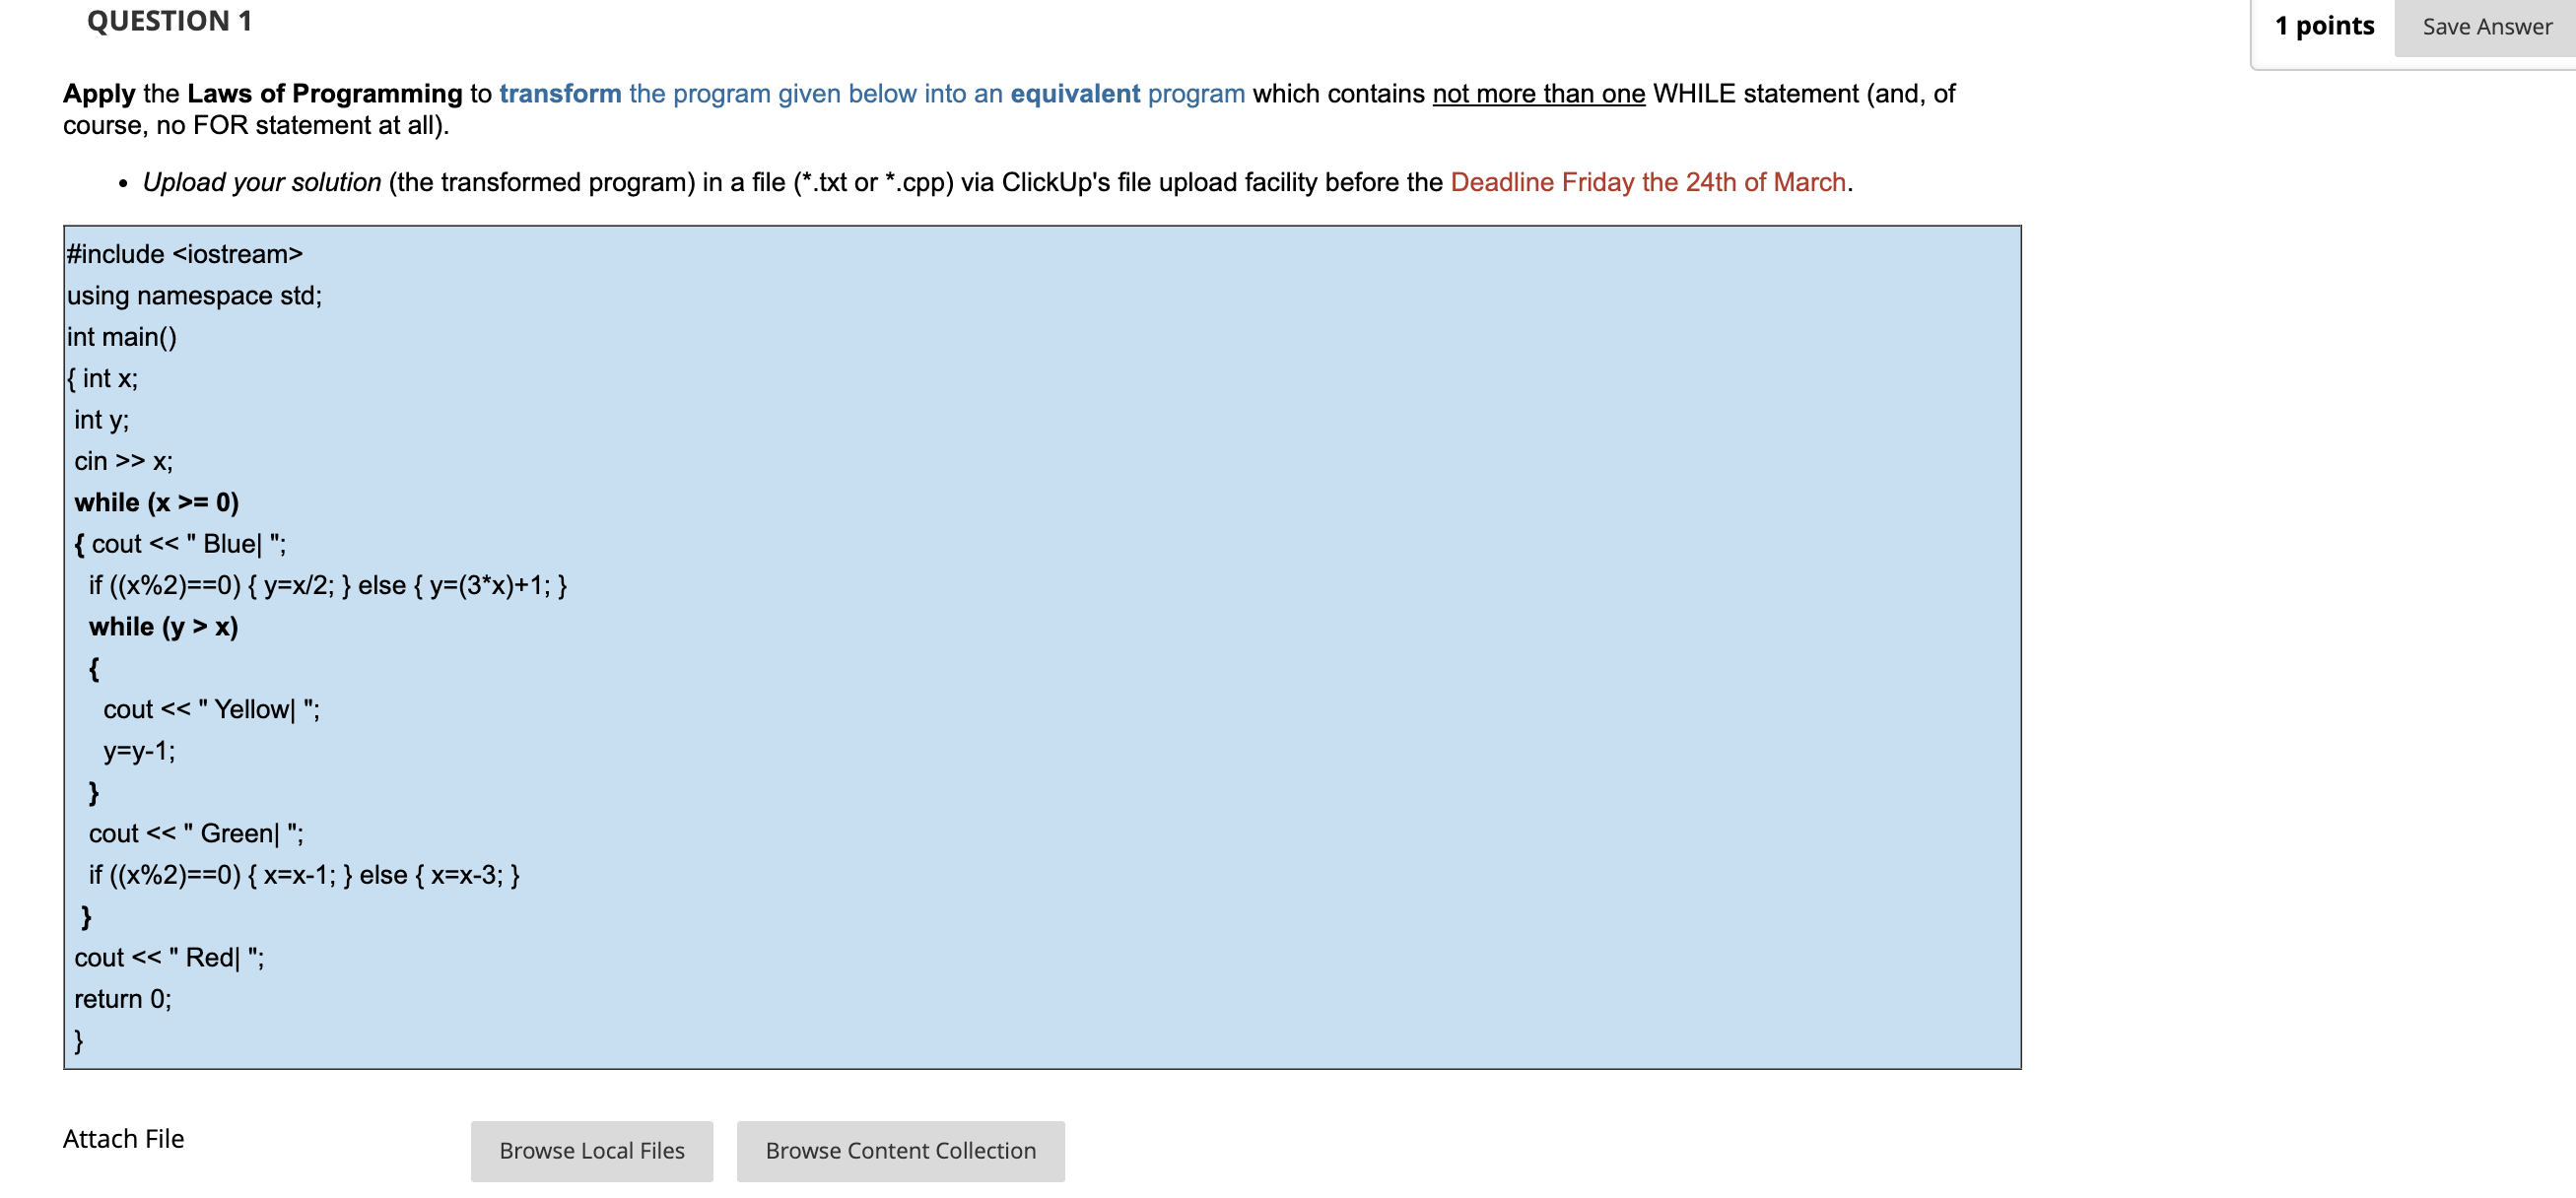 QUESTION 1
1 points
Save Answer
Apply the Laws of Programming to transform the program given below into an equivalent program which contains not more than one WHILE statement (and, of
course, no FOR statement at all).
• Upload your solution (the transformed program) in a file (*.txt or *.cpp) via ClickUp's file upload facility before the Deadline Friday the 24th of March.
#include <iostream>
using namespace std;
int main()
{ int x;
int y;
cin >> x;
while (x >= 0)
{ cout << " Blue| ";
if ((x%2)==0) { y=x/2; } else { y=(3*x)+1; }
while (y > x)
{
cout << " Yellow| ";
y=y-1;
}
cout << " Green| ";
if ((x%2)==0) { x=x-1; } else { x=x-3; }
}
cout << " Red| ";
return 0;
}
Attach File
Browse Local Files
Browse Content Collection